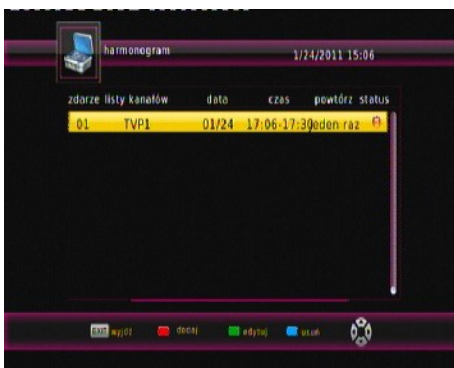 harmonogram
1/24/2011 15:06
zdarze listy kanałów data czas powtórz status
01 TVP1 01/24 17:06-17:30 jeden raz
EXIT wyjdź dodaj edytuj usuń